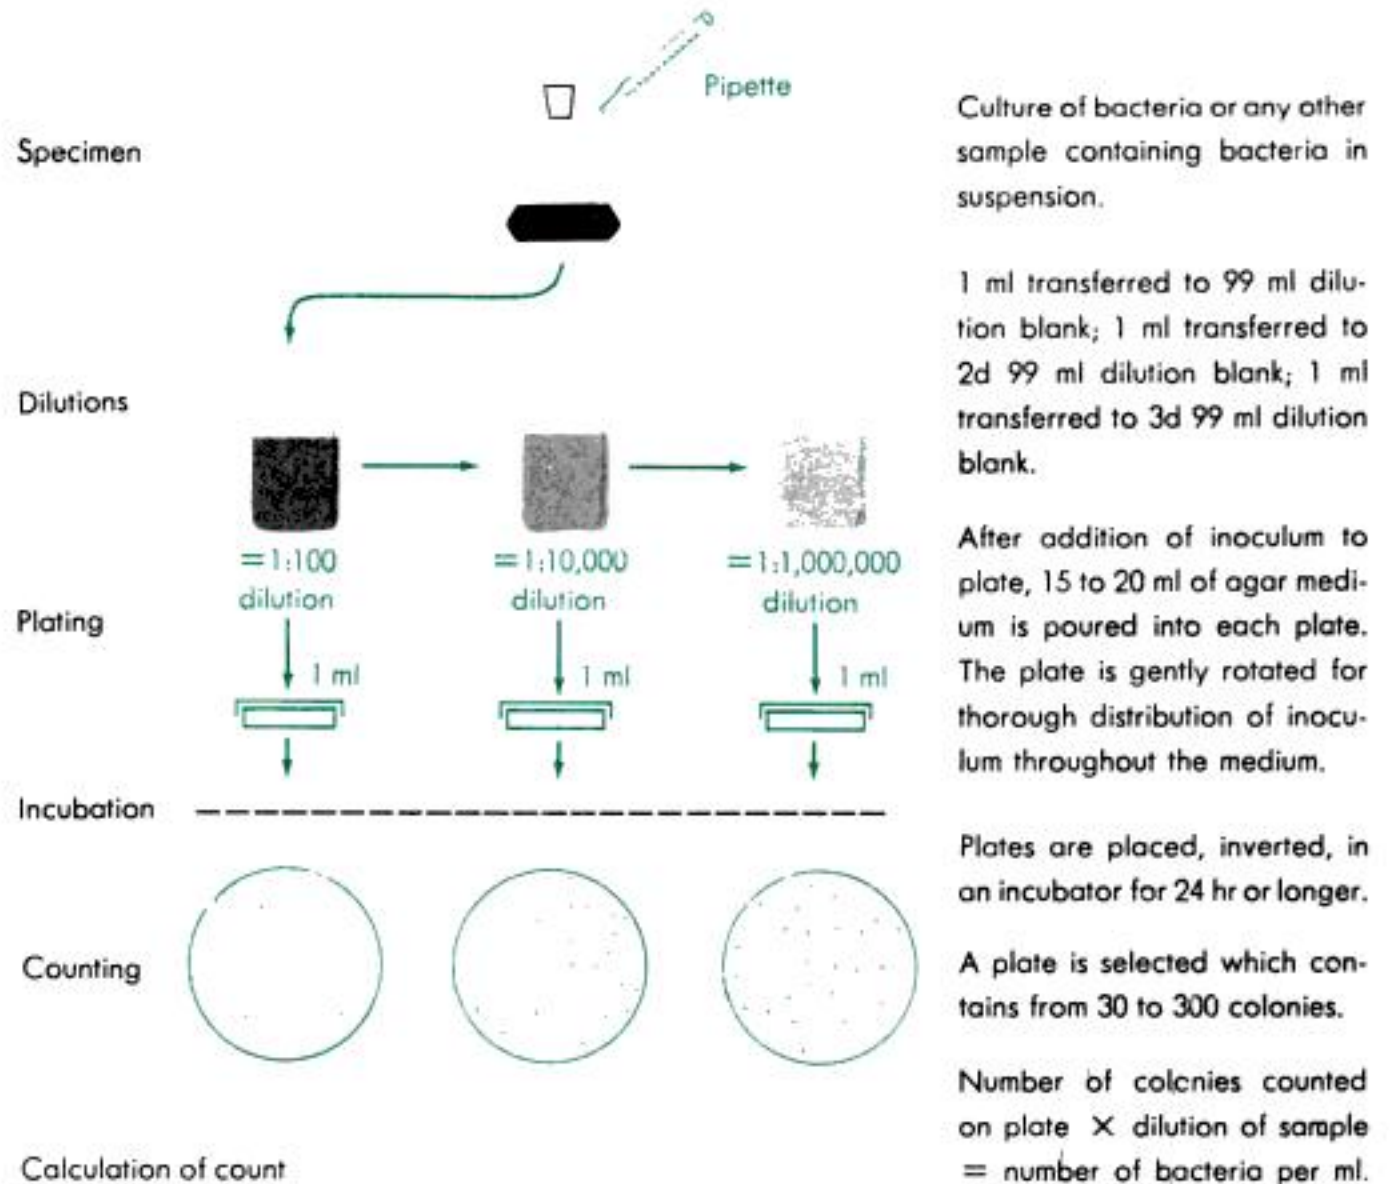 Pipette
Specimen
Culture of bacteria or any other
sample containing bacteria in
suspension.
Dilutions
1 ml transferred to 99 ml dilu-
tion blank; 1 ml transferred to
2d 99 ml dilution blank; 1 ml
transferred to 3d 99 ml dilution
blank.
=1:100
dilution
=1:10,000
dilution
=1:1,000,000
dilution
Plating
1 ml
1 ml
1 ml
After addition of inoculum to
plate, 15 to 20 ml of agar medi-
um is poured into each plate.
The plate is gently rotated for
thorough distribution of inocu-
lum throughout the medium.
Incubation
Plates are placed, inverted, in
an incubator for 24 hr or longer.
Counting
A plate is selected which con-
tains from 30 to 300 colonies.
Calculation of count
Number of colonies counted
on plate × dilution of sample
= number of bacteria per ml.